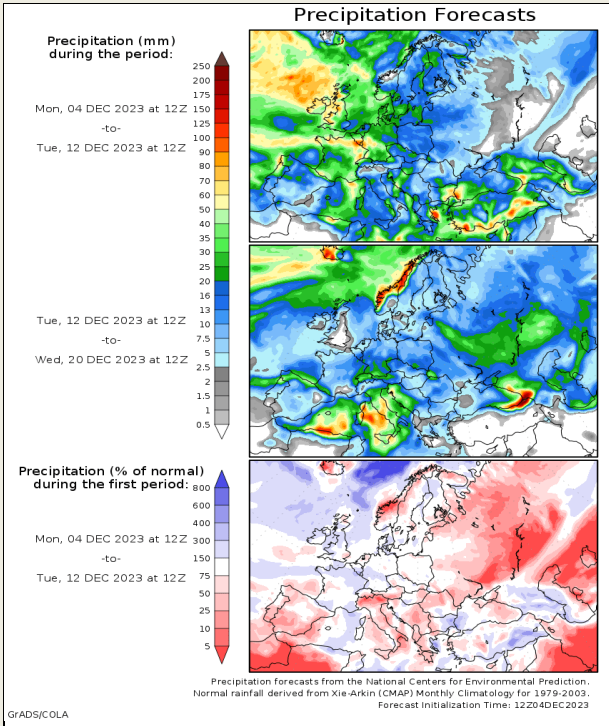 Precipitation Forecasts
Precipitation (mm)
during the period:
Mon, 04 DEC 2023 at 12Z
-to-
Tue, 12 DEC 2023 at 12Z
250
200
175
150
125
100
90
80
70
60
50
40
35
30
25
20
16
13
10
7.5
5
2.5
2
1.5
1
0.5
Tue, 12 DEC 2023 at 12Z
-to-
Wed, 20 DEC 2023 at 12Z
Precipitation (% of normal)
during the first period:
Mon, 04 DEC 2023 at 12Z
-to-
Tue, 12 DEC 2023 at 12Z
800
600
400
300
150
75
50
25
10
5
Precipitation forecasts from the National Centers for Environmental Prediction.
Normal rainfall derived from Xie-Arkin (CMAP) Monthly Climatology for 1979-2003.
Forecast Initialization Time: 12Z04DEC2023
GrADS/COLA